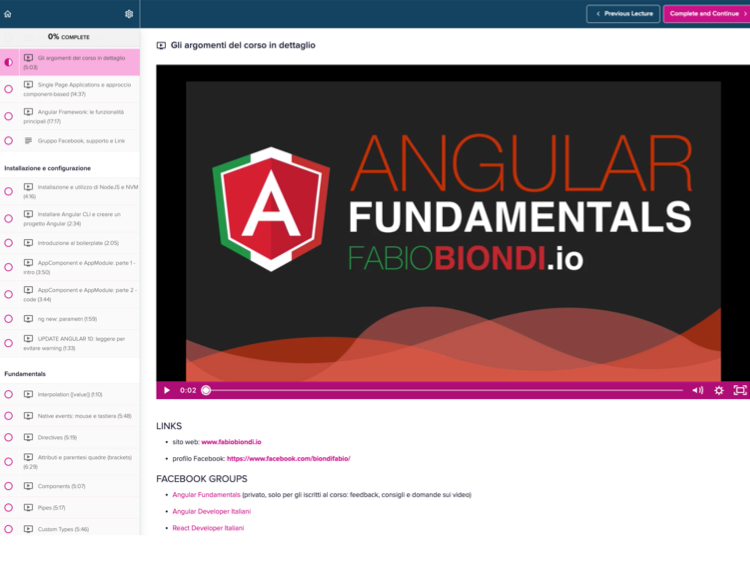 Previous Lecture
Complete and Continue
0% COMPLETE
Gli argomenti del corso in dettaglio
(5:03)
Single Page Applications e approccio
component-based (14:37)
Angular Framework: le funzionalità
principali (17:17)
Gruppo Facebook, supporto e Link
Installazione e configurazione
Installazione e utilizzo di NodeJS e NVM
(4:16)
Installare Angular CLI e creare un
progetto Angular (2:34)
Introduzione al boilerplate (2:05)
AppComponent e AppModule: parte 1 -
intro (3:50)
AppComponent e AppModule: parte 2 -
code (3:44)
ng new: parametri (1:59)
UPDATE ANGULAR 10: leggere per
evitare warning (1:33)
Fundamentals
Interpolation {{value}} (1:10)
Native events: mouse e tastiera (5:48)
Directives (5:19)
Attributi e parentesi quadre (brackets)
(6:29)
Components (5:07)
Pipes (5:17)
Custom Types (5:46)
Gli argomenti del corso in dettaglio
A
ANGULAR
FUNDAMENTALS
FABIOBIONDI.io
0:02
LINKS
sito web: www.fabiobiondi.io
profilo Facebook: https://www.facebook.com/biondifabio/
FACEBOOK GROUPS
Angular Fundamentals (privato, solo per gli iscritti al corso: feedback, consigli e domande sui video)
Angular Developer Italiani
React Developer Italiani